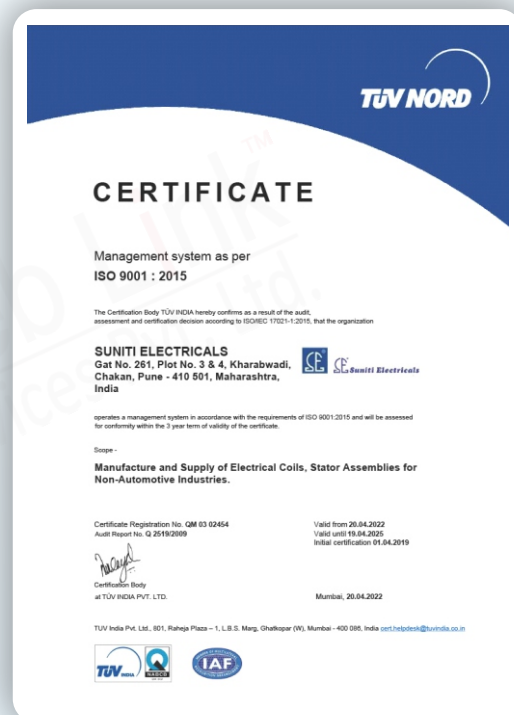 TÜV NORD
CERTIFICATE
Management system as per
ISO 9001 : 2015
The Certification Body TÜV INDIA hereby confirms as a result of the audit,
assessment and certification decision according to ISO/IEC 17021-1:2015, that the organization
SUNITI ELECTRICALS
Gat No. 261, Plot No. 3 & 4, Kharabwadi,
Chakan, Pune - 410 501, Maharashtra,
India
SE SE Suniti Electricals
operates a management system in accordance with the requirements of ISO 9001:2015 and will be assessed
for conformity within the 3 year term of validity of the certificate.
Scope -
Manufacture and Supply of Electrical Coils, Stator Assemblies for
Non-Automotive Industries.
Certificate Registration No. QM 03 02454
Audit Report No. Q 2519/2009
Valid from 20.04.2022
Valid until 19.04.2025
Initial certification 01.04.2019
Certification Body
at TÜV INDIA PVT. LTD.
Mumbai, 20.04.2022
TUV India Pvt. Ltd., 801, Raheja Plaza – 1, L.B.S. Marg, Ghatkopar (W), Mumbai - 400 086, India cert.helpdesk@tuvindia.co.in
TÜV INDIA
NABCB
IAF